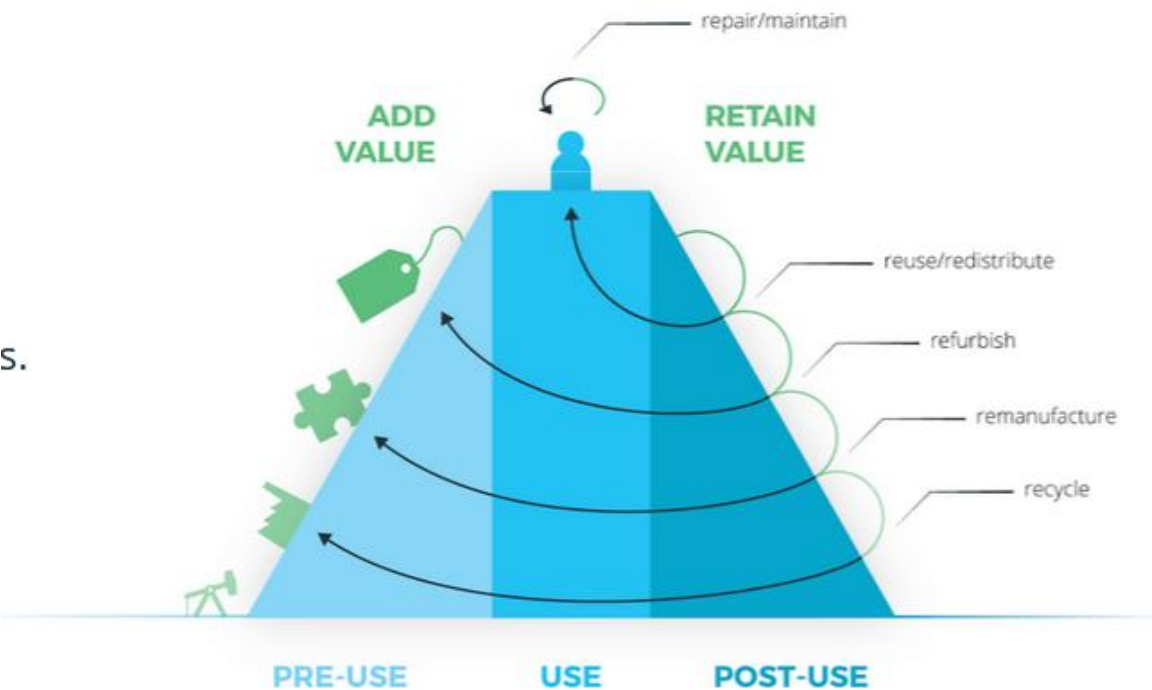 repair/maintain
ADD
VALUE
RETAIN
VALUE
reuse/redistribute
refurbish
s.
remanufacture
recycle
PRE-USE
USE
POST-USE